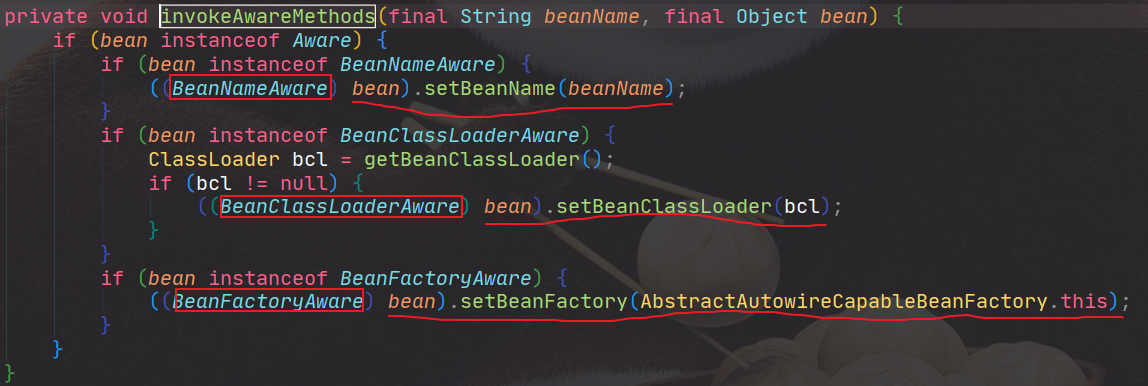 private void invokeAwareMethods(final String beanName, final Object bean) {
    if (bean instanceof Aware) {
        if (bean instanceof BeanNameAware) {
            ((BeanNameAware) bean).setBeanName(beanName);
        }
        if (bean instanceof BeanClassLoaderAware) {
            ClassLoader bcl = getBeanClassLoader();
            if (bcl != null) {
                ((BeanClassLoaderAware) bean).setBeanClassLoader(bcl);
            }
        }
        if (bean instanceof BeanFactoryAware) {
            ((BeanFactoryAware) bean).setBeanFactory(AbstractAutowireCapableBeanFactory.this);
        }
    }
}